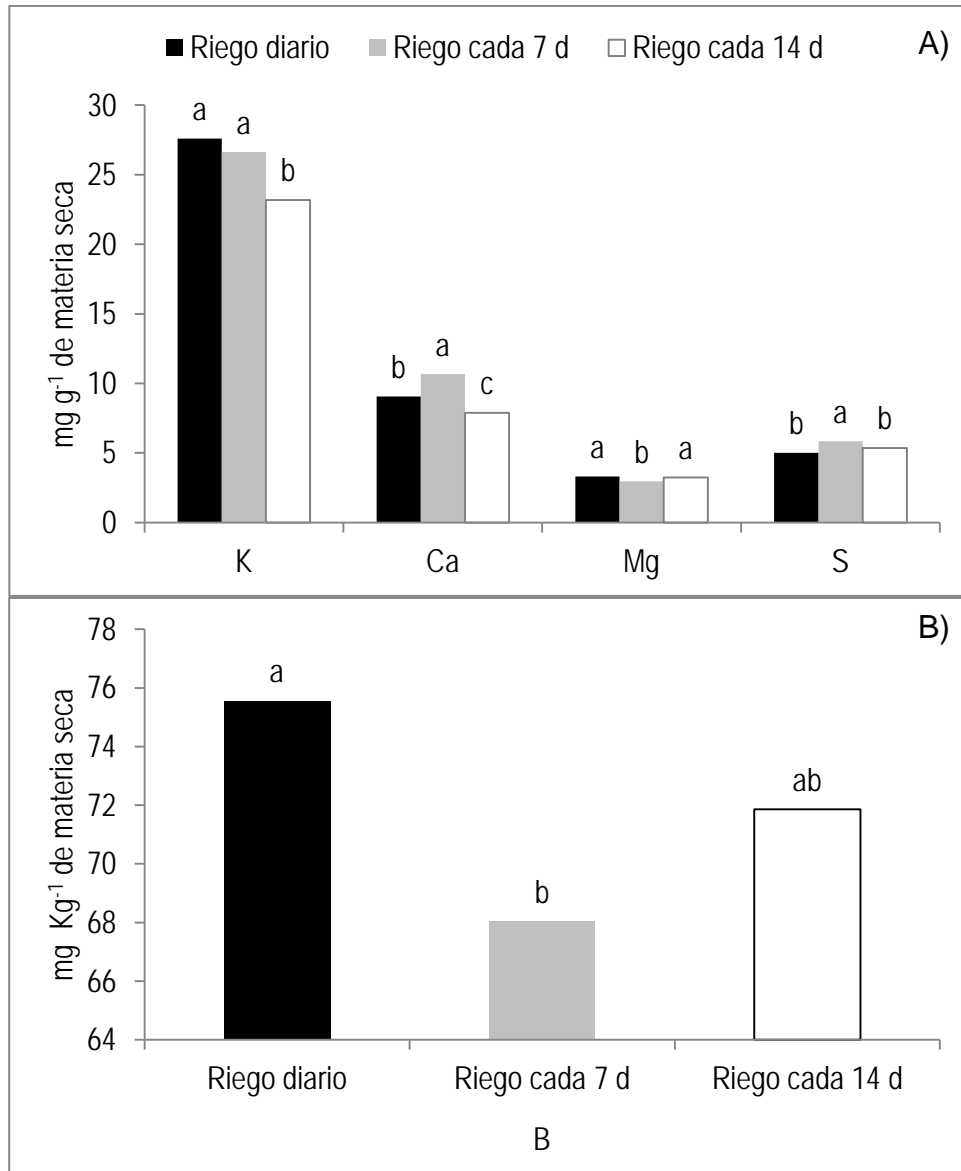 Riego diario Riego cada 7 d Riego cada 14 d A)
mg g-1 de materia seca
30
25
20
15
10
5
0
a a b
b a c
a b a
b a b
K Ca Mg S
B)
mg Kg-1 de materia seca
78
76
74
72
70
68
66
64
a
b
ab
Riego diario Riego cada 7 d Riego cada 14 d
B